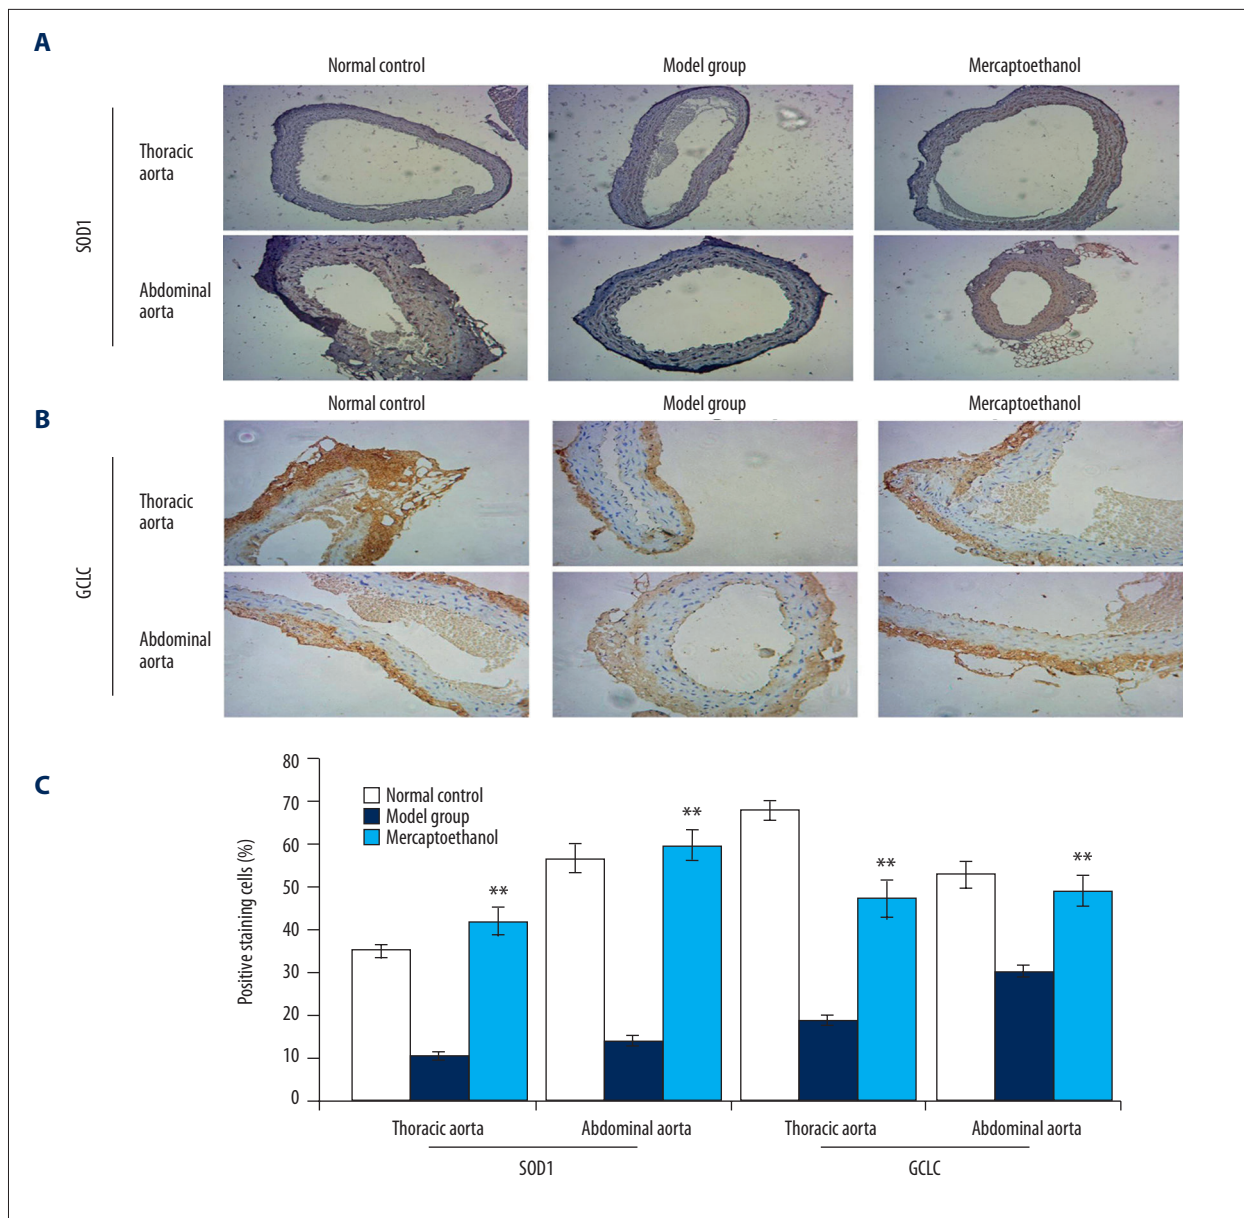 A
Normal control
Model group
Mercaptoethanol
SOD1
Thoracic
aorta
Abdominal
aorta
B
Normal control
Model group
Mercaptoethanol
GCLC
Thoracic
aorta
Abdominal
aorta
C
Positive staining cells (%)
80
70
60
50
40
30
20
10
0
Normal control
Model group
Mercaptoethanol
**
**
**
**
Thoracic aorta
Abdominal aorta
Thoracic aorta
Abdominal aorta
SOD1
GCLC